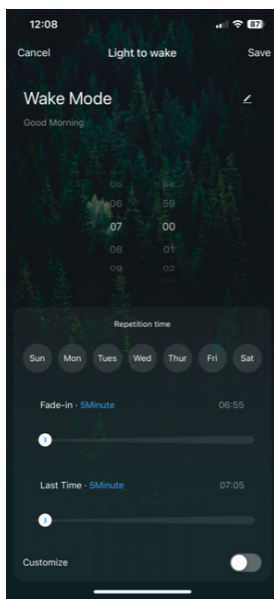 12:08 87
Cancel Light to wake Save
Wake Mode
Good Morning
05 58
06 59
07 00
08 01
09 02
Repetition time
Sun Mon Tues Wed Thur Fri Sat
Fade-in - 5Minute 06:55
Last Time - 5Minute 07:05
Customize